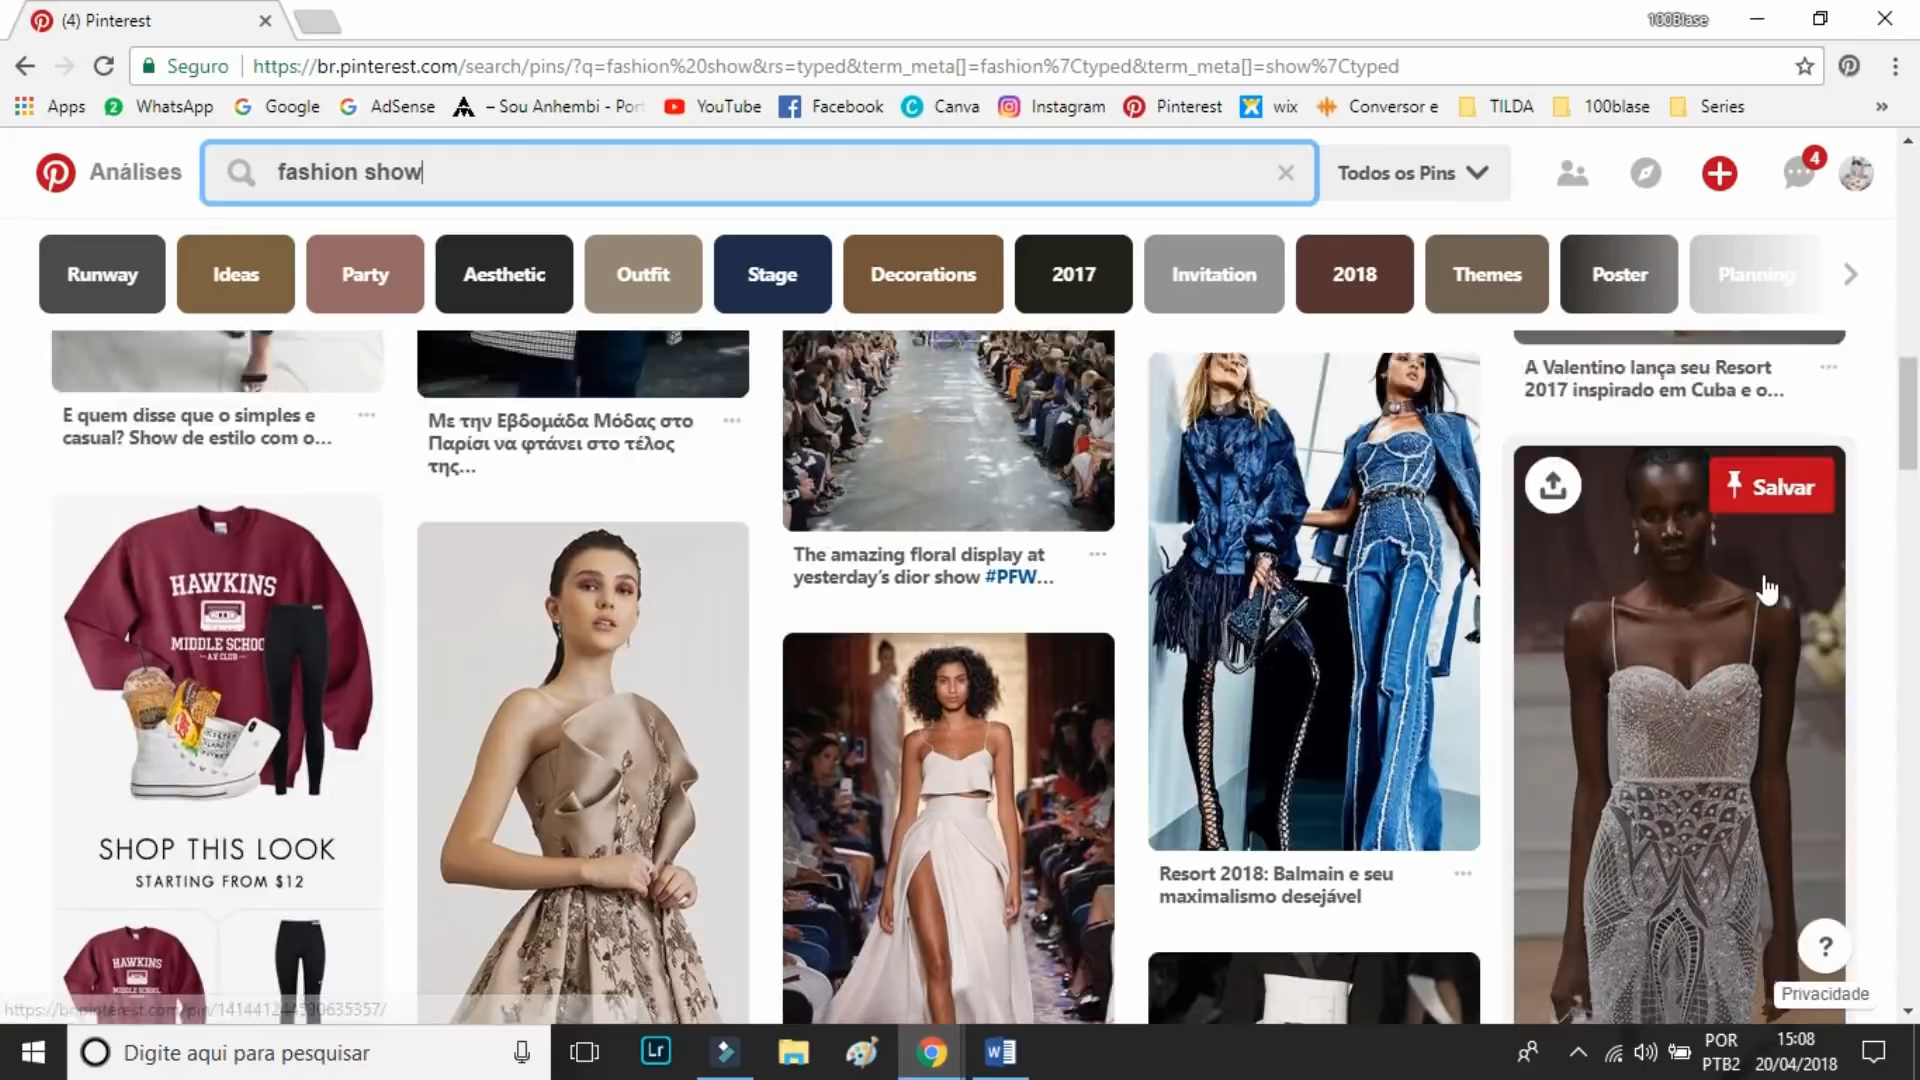 (4) Pinterest
100Blase
Seguro
https://br.pinterest.com/search/pins/?q=fashion%20show&rs=typed&term_meta[]=fashion%7Ctyped&term_meta[]=show%7Ctyped
Apps WhatsApp Google AdSense – Sou Anhembi - Port YouTube Facebook Canva Instagram Pinterest wix Conversor e TILDA 100blase Series »
Análises
fashion show
Todos os Pins
4
Runway Ideas Party Aesthetic Outfit Stage Decorations 2017 Invitation 2018 Themes Poster Planning
E quem disse que o simples e
casual? Show de estilo com o...
Με την Εβδομάδα Μόδας στο
Παρίσι να φτάνει στο τέλος
της...
The amazing floral display at
yesterday's dior show #PFW...
A Valentino lança seu Resort
2017 inspirado em Cuba e o...
Salvar
HAWKINS
MIDDLE SCHOO
A.V. CLUB
SHOP THIS LOOK
STARTING FROM $12
HAWKINS
MIDDLE SCHOO
Resort 2018: Balmain e seu
maximalismo desejável
?
Privacidade
Digite aqui para pesquisar
Lr
POR
PTB2
15:08
20/04/2018